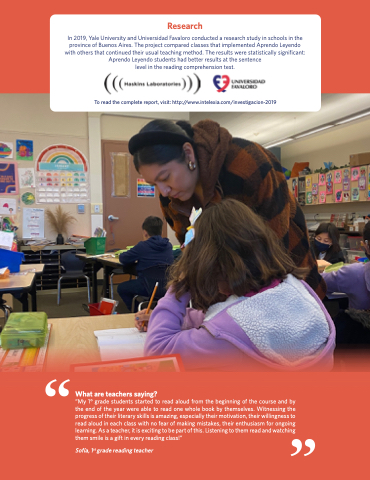 Research
In 2019, Yale University and Universidad Favaloro conducted a research study in schools in the
province of Buenos Aires. The project compared classes that implemented Aprendo Leyendo
with others that continued their usual teaching method. The results were statistically significant:
Aprendo Leyendo students had better results at the sentence
level in the reading comprehension test.
Haskins Laboratories
UNIVERSIDAD
FAVALORO
To read the complete report, visit: http://www.intelexia.com/investigacion-2019
What are teachers saying?
“My 1st grade students started to read aloud from the beginning of the course and by
the end of the year were able to read one whole book by themselves. Witnessing the
progress of their literary skills is amazing, especially their motivation, their willingness to
read aloud in each class with no fear of making mistakes, their enthusiasm for ongoing
learning. As a teacher, it is exciting to be part of this. Listening to them read and watching
them smile is a gift in every reading class!”
Sofía, 1st grade reading teacher